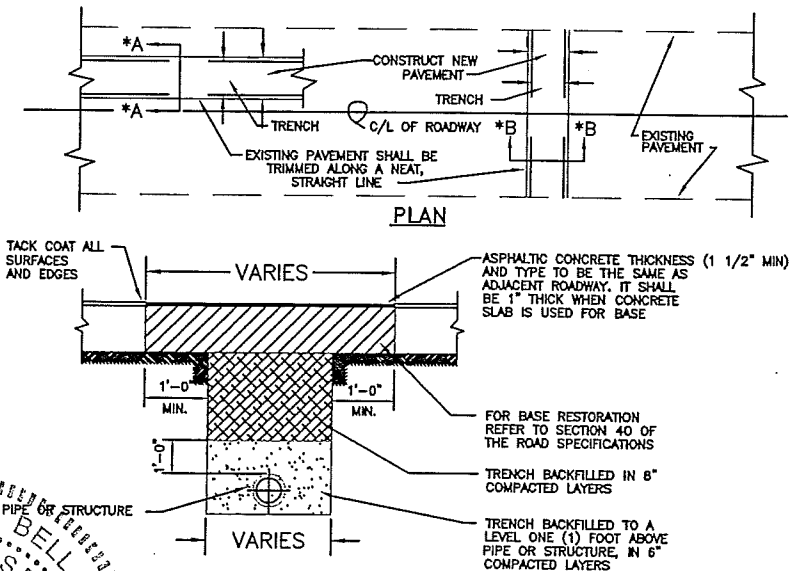 *A
*A
CONSTRUCT NEW
PAVEMENT
TRENCH
TRENCH
C/L OF ROADWAY
*B
*B
EXISTING
PAVEMENT
EXISTING PAVEMENT SHALL BE
TRIMMED ALONG A NEAT,
STRAIGHT LINE
PLAN
TACK COAT ALL
SURFACES
AND EDGES
VARIES
ASPHALTIC CONCRETE THICKNESS (1 1/2" MIN)
AND TYPE TO BE THE SAME AS
ADJACENT ROADWAY. IT SHALL
BE 1" THICK WHEN CONCRETE
SLAB IS USED FOR BASE
1'-0"
MIN.
1'-0"
MIN.
FOR BASE RESTORATION
REFER TO SECTION 40 OF
THE ROAD SPECIFICATIONS
1'-0"
TRENCH BACKFILLED IN 8"
COMPACTED LAYERS
PIPE OR STRUCTURE
VARIES
TRENCH BACKFILLED TO A
LEVEL ONE (1) FOOT ABOVE
PIPE OR STRUCTURE, IN 6"
COMPACTED LAYERS
BELL